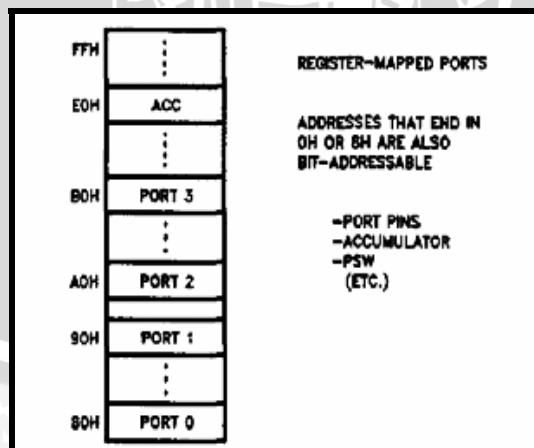 FFH
REGISTER-MAPPED PORTS
E0H ACC
ADDRESSES THAT END IN
0H OR 8H ARE ALSO
BIT-ADDRESSABLE
B0H PORT 3
-PORT PINS
-ACCUMULATOR
-PSW
(ETC.)
A0H PORT 2
90H PORT 1
80H PORT 0